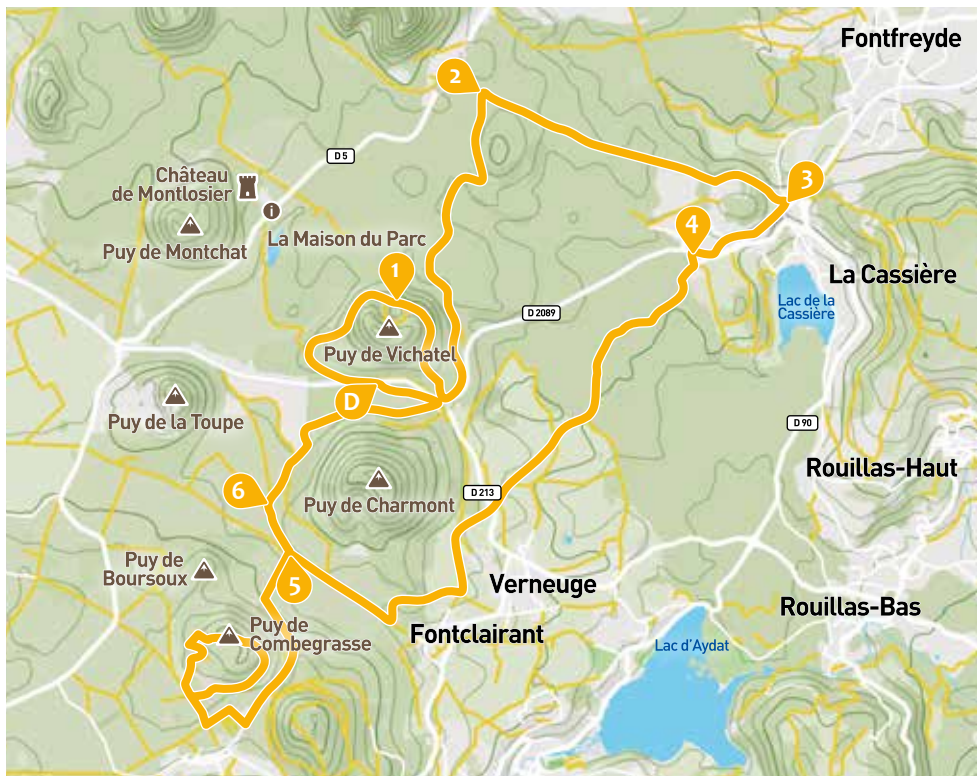 Fontfreyde
2
D 5
Château
de Montlosier
i
3
Puy de Montchat
La Maison du Parc
4
1
La Cassière
Lac de la
Cassière
D 2089
Puy de Vichatel
D
Puy de la Toupe
D 90
Rouillas-Haut
6
Puy de Charmont
D 213
Puy de
Boursoux
5
Verneuge
Rouillas-Bas
Puy de
Combegrasse
Fontclairant
Lac d'Aydat